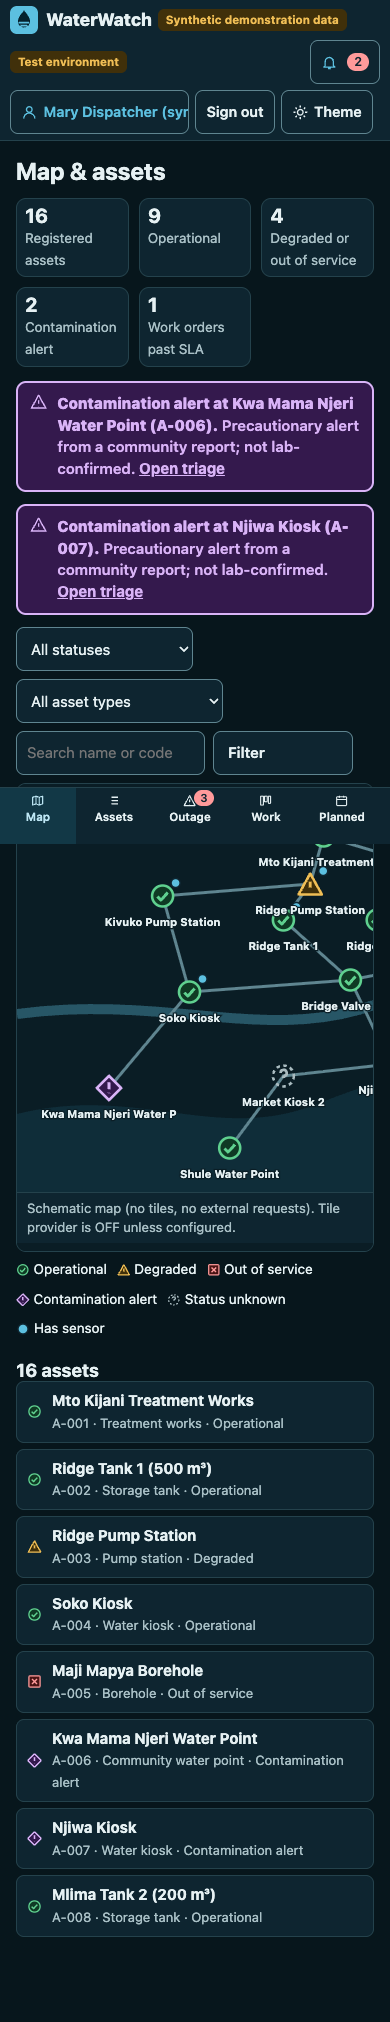 WaterWatch
Synthetic demonstration data
Test environment
2
Mary Dispatcher (syr
Sign out
Theme
Map & assets
16
Registered
assets
9
Operational
4
Degraded or
out of service
2
Contamination
alert
1
Work orders
past SLA
Contamination alert at Kwa Mama Njeri
Water Point (A-006). Precautionary alert
from a community report; not lab-
confirmed. Open triage
Contamination alert at Njiwa Kiosk (A-
007). Precautionary alert from a
community report; not lab-confirmed.
Open triage
All statuses
All asset types
Search name or code
Filter
Map
Assets
Outage
3
Work
Planned
Mto Kijani Treatment
Ridge Pump Station
Kivuko Pump Station
Ridge Tank 1
Ridg
Bridge Valve
Soko Kiosk
Market Kiosk 2
Nji
Kwa Mama Njeri Water P
Shule Water Point
Schematic map (no tiles, no external requests). Tile
provider is OFF unless configured.
Operational
Degraded
Out of service
Contamination alert
Status unknown
Has sensor
16 assets
Mto Kijani Treatment Works
A-001 · Treatment works · Operational
Ridge Tank 1 (500 m³)
A-002 · Storage tank · Operational
Ridge Pump Station
A-003 · Pump station · Degraded
Soko Kiosk
A-004 · Water kiosk · Operational
Maji Mapya Borehole
A-005 · Borehole · Out of service
Kwa Mama Njeri Water Point
A-006 · Community water point · Contamination
alert
Njiwa Kiosk
A-007 · Water kiosk · Contamination alert
Mlima Tank 2 (200 m³)
A-008 · Storage tank · Operational